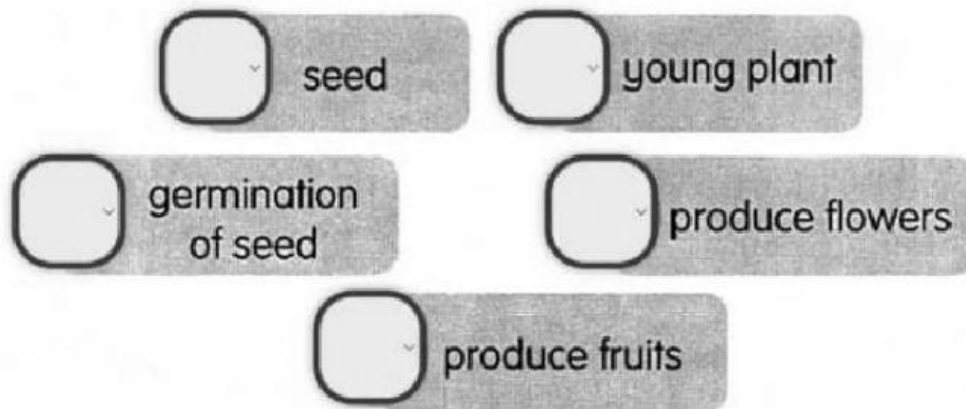 seed
young plant
germination
of seed
produce flowers
produce fruits